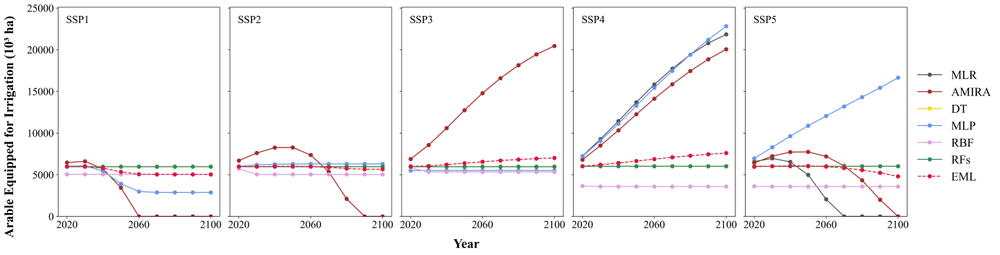 Arable Equipped for Irrigation (10³ ha)
25000
20000
15000
10000
5000
0
SSP1
SSP2
SSP3
SSP4
SSP5
2020 2060 2100
2020 2060 2100
2020 2060 2100
2020 2060 2100
2020 2060 2100
Year
MLR
AMIRA
DT
MLP
RBF
RFs
EML